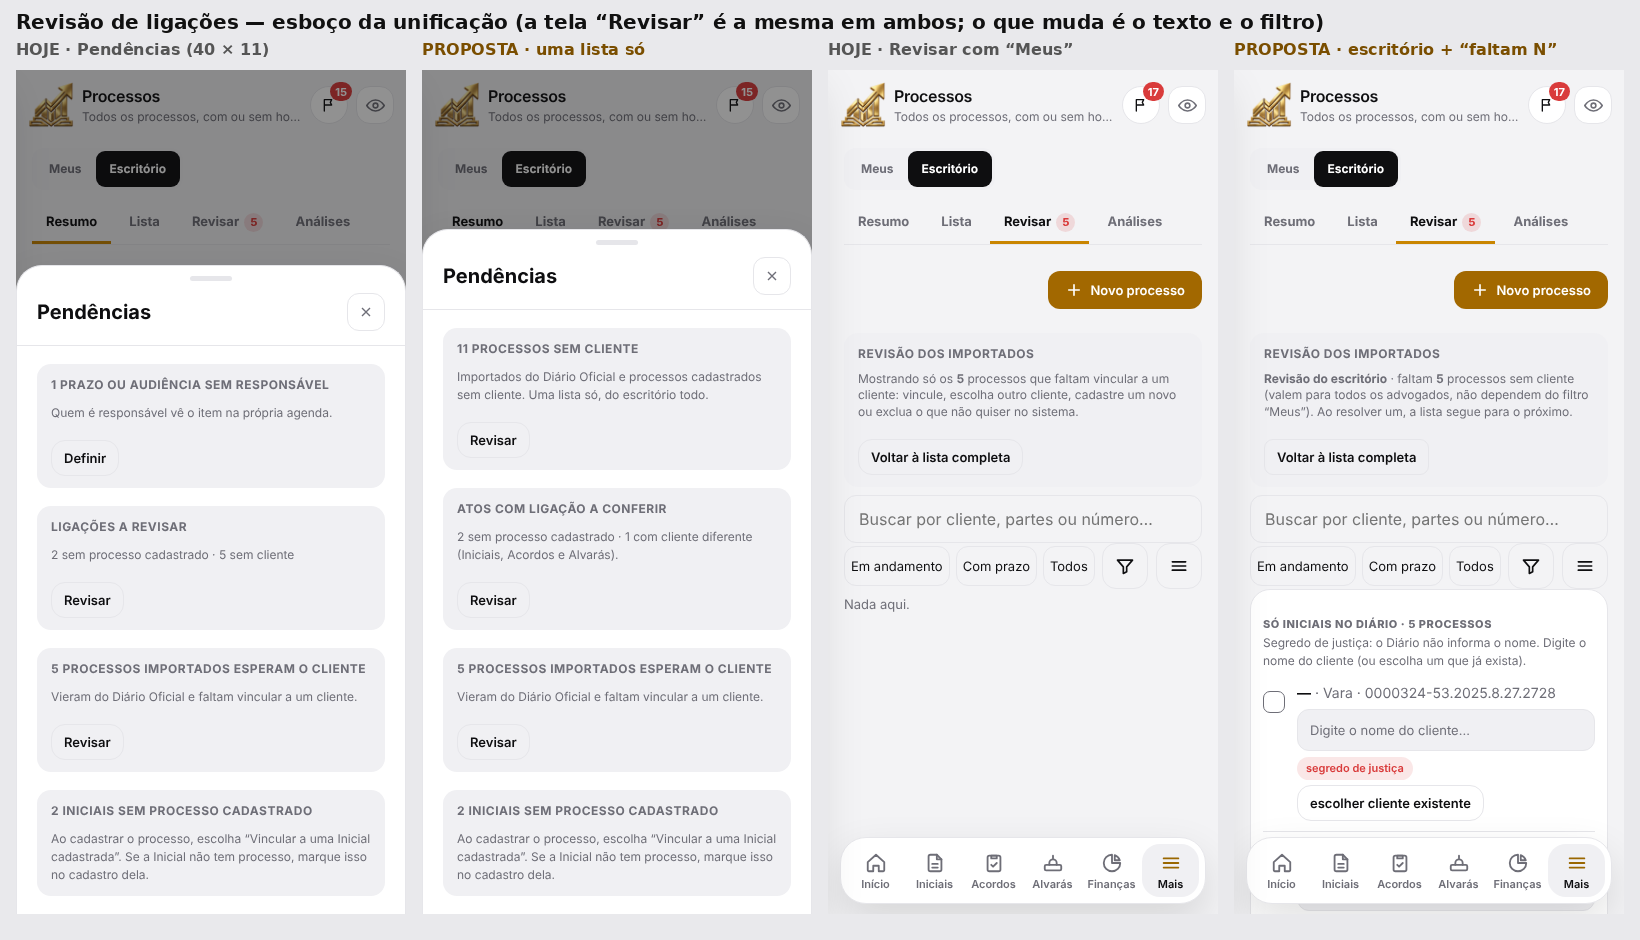 Revisão de ligações — esboço da unificação (a tela “Revisar” é a mesma em ambos; o que muda é o texto e o filtro)
HOJE · Pendências (40 × 11)
15
Processos
Todos os processos, com ou sem ho...
Meus
Escritório
Resumo
Lista
Revisar 5
Análises
Pendências
1 PRAZO OU AUDIÊNCIA SEM RESPONSÁVEL
Quem é responsável vê o item na própria agenda.
Definir
LIGAÇÕES A REVISAR
2 sem processo cadastrado · 5 sem cliente
Revisar
5 PROCESSOS IMPORTADOS ESPERAM O CLIENTE
Vieram do Diário Oficial e faltam vincular a um cliente.
Revisar
2 INICIAIS SEM PROCESSO CADASTRADO
Ao cadastrar o processo, escolha “Vincular a uma Inicial
cadastrada”. Se a Inicial não tem processo, marque isso
no cadastro dela.
PROPOSTA · uma lista só
15
Processos
Todos os processos, com ou sem ho...
Meus
Escritório
Resumo
Lista
Revisar 5
Análises
Pendências
11 PROCESSOS SEM CLIENTE
Importados do Diário Oficial e processos cadastrados
sem cliente. Uma lista só, do escritório todo.
Revisar
ATOS COM LIGAÇÃO A CONFERIR
2 sem processo cadastrado · 1 com cliente diferente
(Iniciais, Acordos e Alvarás).
Revisar
5 PROCESSOS IMPORTADOS ESPERAM O CLIENTE
Vieram do Diário Oficial e faltam vincular a um cliente.
Revisar
2 INICIAIS SEM PROCESSO CADASTRADO
Ao cadastrar o processo, escolha “Vincular a uma Inicial
cadastrada”. Se a Inicial não tem processo, marque isso
no cadastro dela.
HOJE · Revisar com “Meus”
17
Processos
Todos os processos, com ou sem ho...
Meus
Escritório
Resumo
Lista
Revisar 5
Análises
+ Novo processo
REVISÃO DOS IMPORTADOS
Mostrando só os 5 processos que faltam vincular a um
cliente: vincule, escolha outro cliente, cadastre um novo
ou exclua o que não quiser no sistema.
Voltar à lista completa
Buscar por cliente, partes ou número...
Em andamento
Com prazo
Todos
Nada aqui.
Início
Iniciais
Acordos
Alvarás
Finanças
Mais
PROPOSTA · escritório + “faltam N”
17
Processos
Todos os processos, com ou sem ho...
Meus
Escritório
Resumo
Lista
Revisar 5
Análises
+ Novo processo
REVISÃO DOS IMPORTADOS
Revisão do escritório · faltam 5 processos sem cliente
(valem para todos os advogados, não dependem do filtro
“Meus”). Ao resolver um, a lista segue para o próximo.
Voltar à lista completa
Buscar por cliente, partes ou número...
Em andamento
Com prazo
Todos
SÓ INICIAIS NO DIÁRIO · 5 PROCESSOS
Segredo de justiça: o Diário não informa o nome. Digite o
nome do cliente (ou escolha um que já exista).
— · Vara · 0000324-53.2025.8.27.2728
Digite o nome do cliente...
segredo de justiça
escolher cliente existente
Início
Iniciais
Acordos
Alvarás
Finanças
Mais